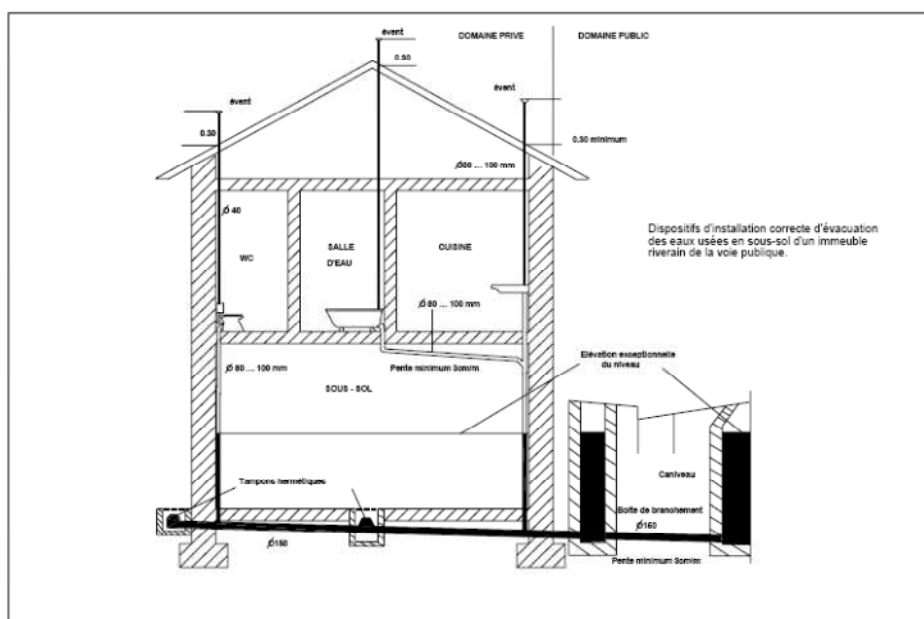 évent
DOMAINE PRIVE
DOMAINE PUBLIC
0.30
évent
évent
0.30
0.30 minimum
Ø80 ... 100 mm
Ø 40
WC
SALLE
D'EAU
CUISINE
Dispositifs d'installation correcte d'évacuation
des eaux usées en sous-sol d'un immeuble
riverain de la voie publique.
Ø 80 ... 100 mm
Elévation exceptionnelle
du niveau
Ø 80 ... 100 mm
Pente minimum 3cm/m
SOUS - SOL
Caniveau
Tampons hermétiques
Boîte de branchement
Ø160
Pente minimum 3cm/m